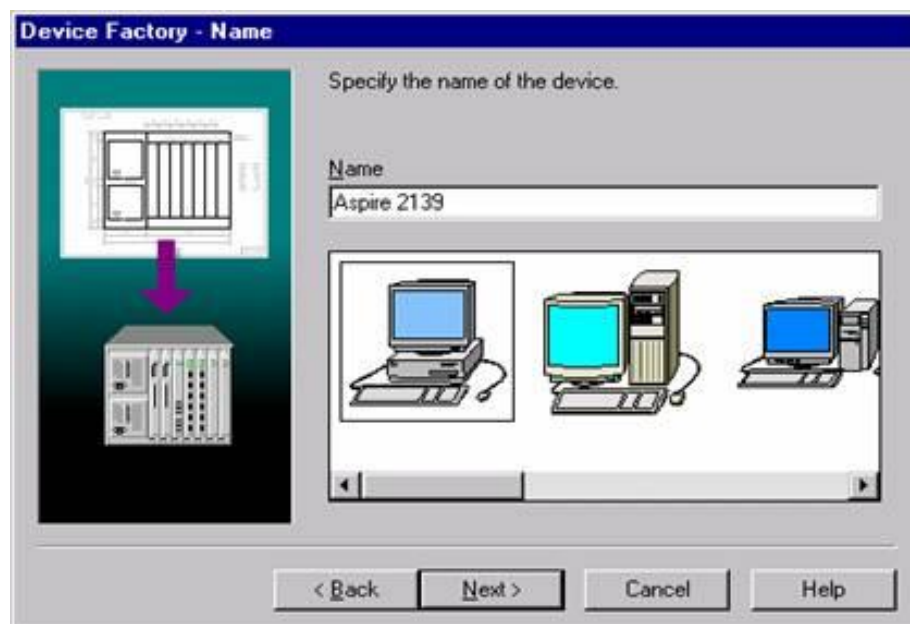 Device Factory - Name
Specify the name of the device.
Name
Aspire 2139
< Back
Next >
Cancel
Help